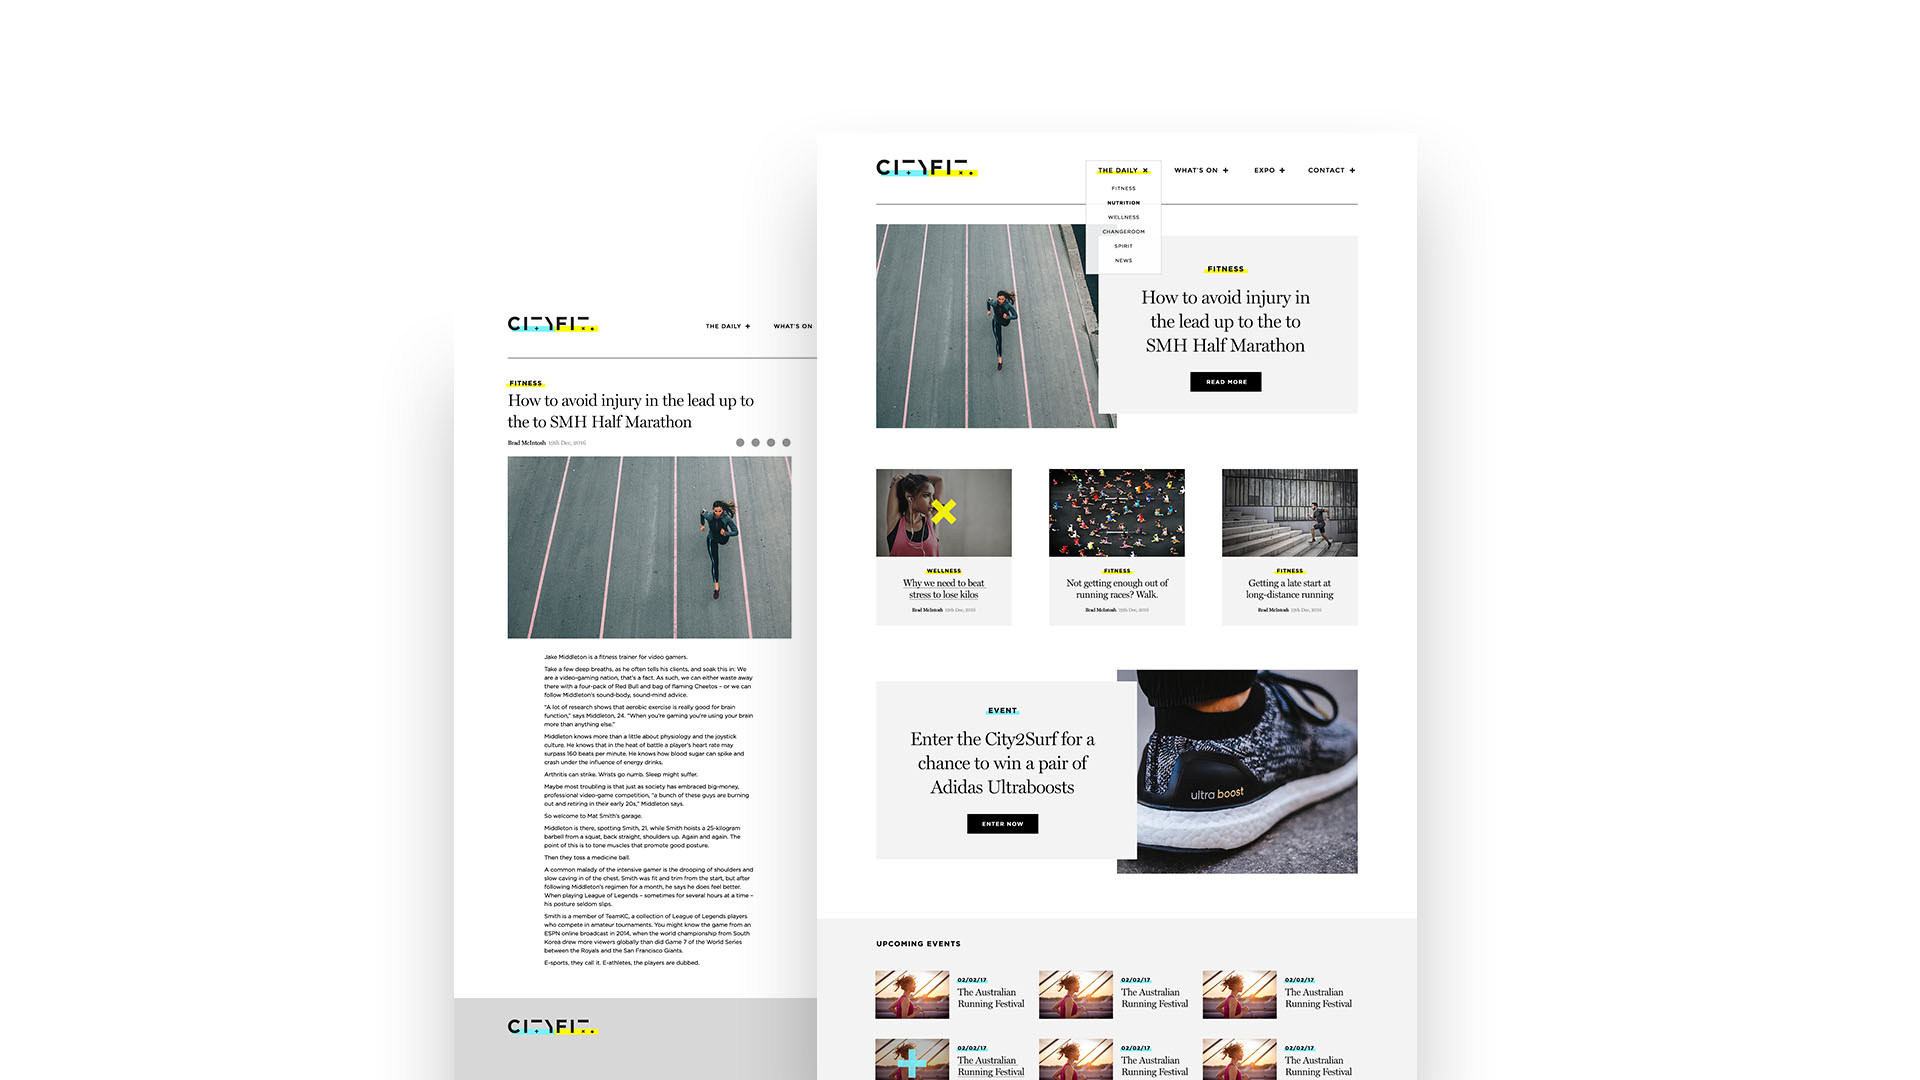 CITYFIT.
THE DAILY +
WHAT'S ON
FITNESS
How to avoid injury in the lead up to
the to SMH Half Marathon
Brad McIntosh 19th Dec, 2016
Jake Middleton is a fitness trainer for video gamers.
Take a few deep breaths, as he often tells his clients, and soak this in: We
are a video-gaming nation, that's a fact. As such, we can either waste away
there with a four-pack of Red Bull and bag of flaming Cheetos – or we can
follow Middleton's sound-body, sound-mind advice.
"A lot of research shows that aerobic exercise is really good for brain
function," says Middleton, 24. "When you're gaming you're using your brain
more than anything else."
Middleton knows more than a little about physiology and the joystick
culture. He knows that in the heat of battle a player's heart rate may
surpass 160 beats per minute. He knows how blood sugar can spike and
crash under the influence of energy drinks.
Arthritis can strike. Wrists go numb. Sleep might suffer.
Maybe most troubling is that just as society has embraced big-money,
professional video-game competition, "a bunch of these guys are burning
out and retiring in their early 20s," Middleton says.
So welcome to Mat Smith's garage.
Middleton is there, spotting Smith, 21, while Smith hoists a 25-kilogram
barbell from a squat, back straight, shoulders up. Again and again. The
point of this is to tone muscles that promote good posture.
Then they toss a medicine ball.
A common malady of the intensive gamer is the drooping of shoulders and
slow caving in of the chest. Smith was fit and trim from the start, but after
following Middleton's regimen for a month, he says he does feel better.
When playing League of Legends – sometimes for several hours at a time –
his posture seldom slips.
Smith is a member of TeamKC, a collection of League of Legends players
who compete in amateur tournaments. You might know the game from an
ESPN online broadcast in 2014, when the world championship from South
Korea drew more viewers globally than did Game 7 of the World Series
between the Royals and the San Francisco Giants.
E-sports, they call it. E-athletes, the players are dubbed.
CITYFIT.
CITYFIT.
THE DAILY ×
WHAT'S ON +
EXPO +
CONTACT +
FITNESS
NUTRITION
WELLNESS
CHANGEROOM
SPIRIT
NEWS
FITNESS
How to avoid injury in
the lead up to the to
SMH Half Marathon
READ MORE
WELLNESS
Why we need to beat
stress to lose kilos
Brad McIntosh 19th Dec, 2016
FITNESS
Not getting enough out of
running races? Walk.
Brad McIntosh 19th Dec, 2016
FITNESS
Getting a late start at
long-distance running
Brad McIntosh 19th Dec, 2016
EVENT
Enter the City2Surf for a
chance to win a pair of
Adidas Ultraboosts
ENTER NOW
ultra boost
UPCOMING EVENTS
02/02/17
The Australian
Running Festival
02/02/17
The Australian
Running Festival
02/02/17
The Australian
Running Festival
02/02/17
The Australian
Running Festival
02/02/17
The Australian
Running Festival
02/02/17
The Australian
Running Festival